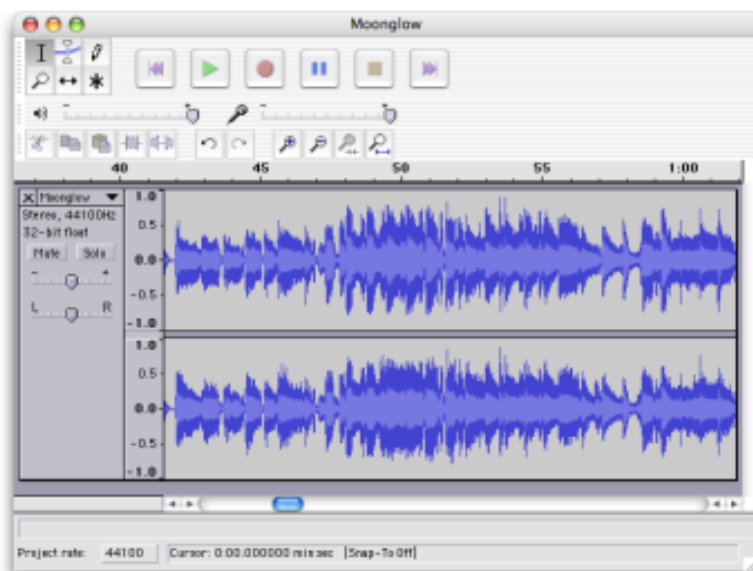 Moonglow
40 45 50 55 1:00
X Moonglow
Stereo, 44100Hz
32-bit float
Mute Solo
- +
L R
1.0
0.5
0.0
-0.5
-1.0
1.0
0.5
0.0
-0.5
-1.0
Project rate: 44100 Cursor: 0:00.000000 min:sec [Snap-To Off]